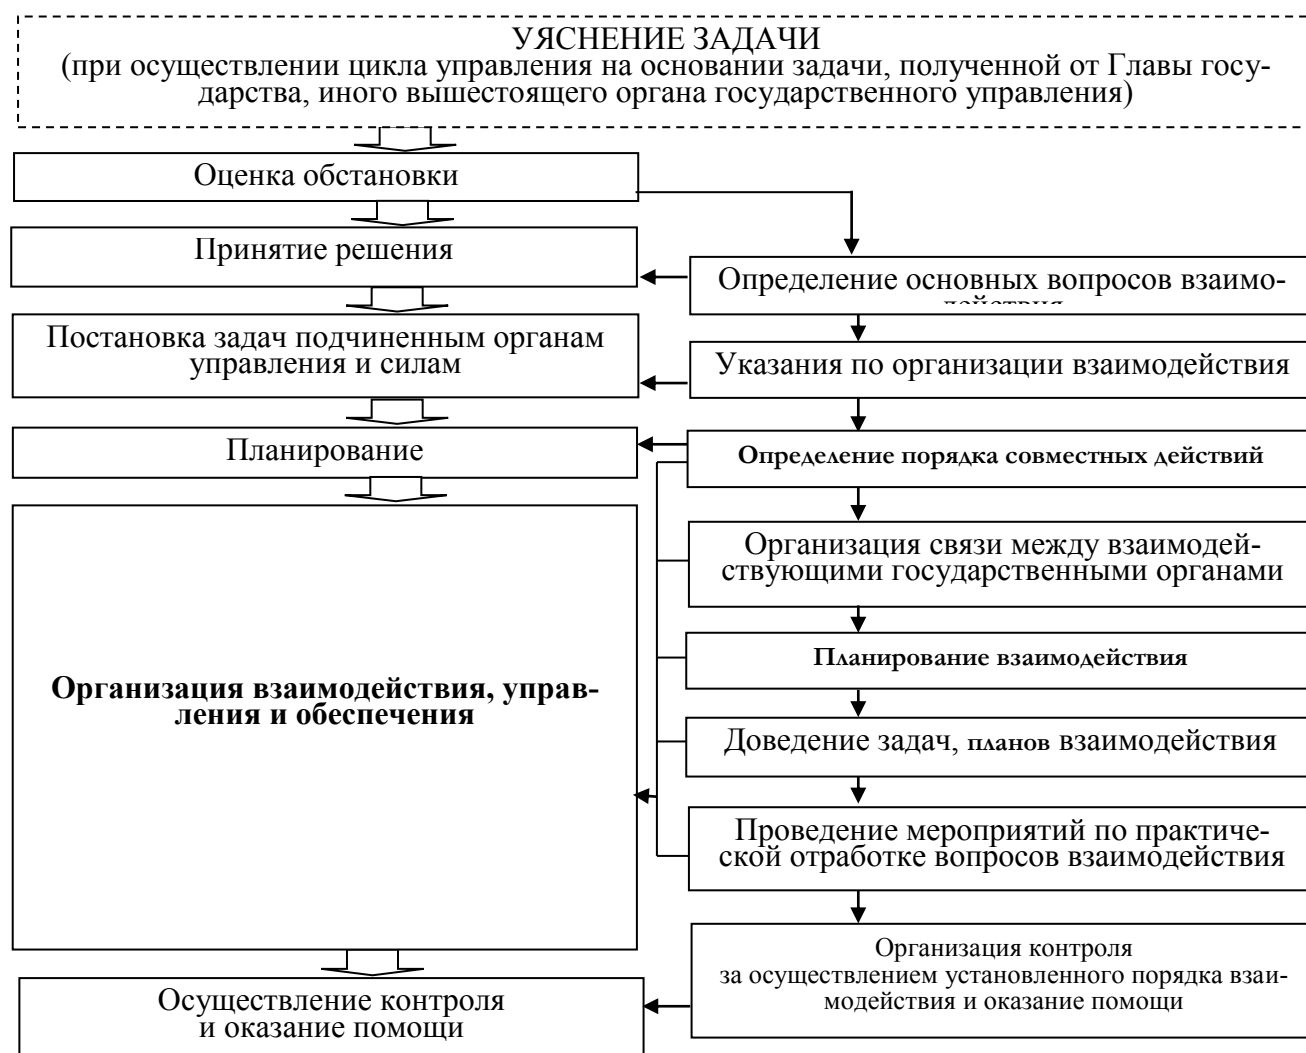 УЯСНЕНИЕ ЗАДАЧИ
(при осуществлении цикла управления на основании задачи, полученной от Главы госу-
дарства, иного вышестоящего органа государственного управления)
Оценка обстановки
Принятие решения
Постановка задач подчиненным органам
управления и силам
Планирование
Организация взаимодействия, управ-
ления и обеспечения
Осуществление контроля
и оказание помощи
Определение основных вопросов взаимо-
действия
Указания по организации взаимодействия
Определение порядка совместных действий
Организация связи между взаимодей-
ствующими государственными органами
Планирование взаимодействия
Доведение задач, планов взаимодействия
Проведение мероприятий по практиче-
ской отработке вопросов взаимодействия
Организация контроля
за осуществлением установленного порядка взаи-
модействия и оказание помощи